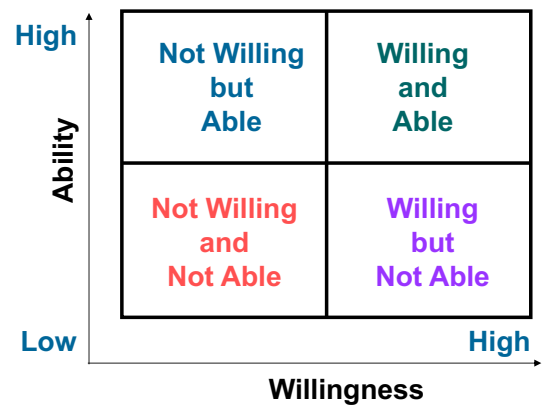 High
Not Willing
but
Able
Willing
and
Able
Ability
Not Willing
and
Not Able
Willing
but
Not Able
Low
High
Willingness